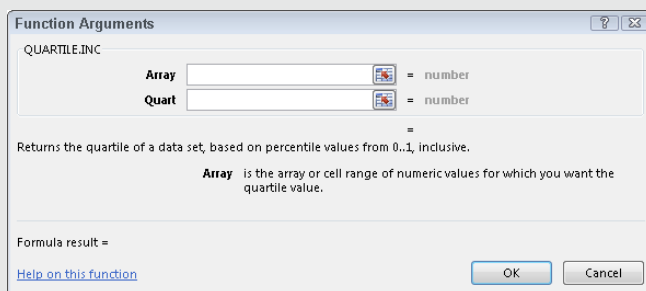 Function Arguments
QUARTILE.INC
Array = number
Quart = number
=
Returns the quartile of a data set, based on percentile values from 0..1, inclusive.
Array is the array or cell range of numeric values for which you want the
quartile value.
Formula result =
Help on this function
OK Cancel